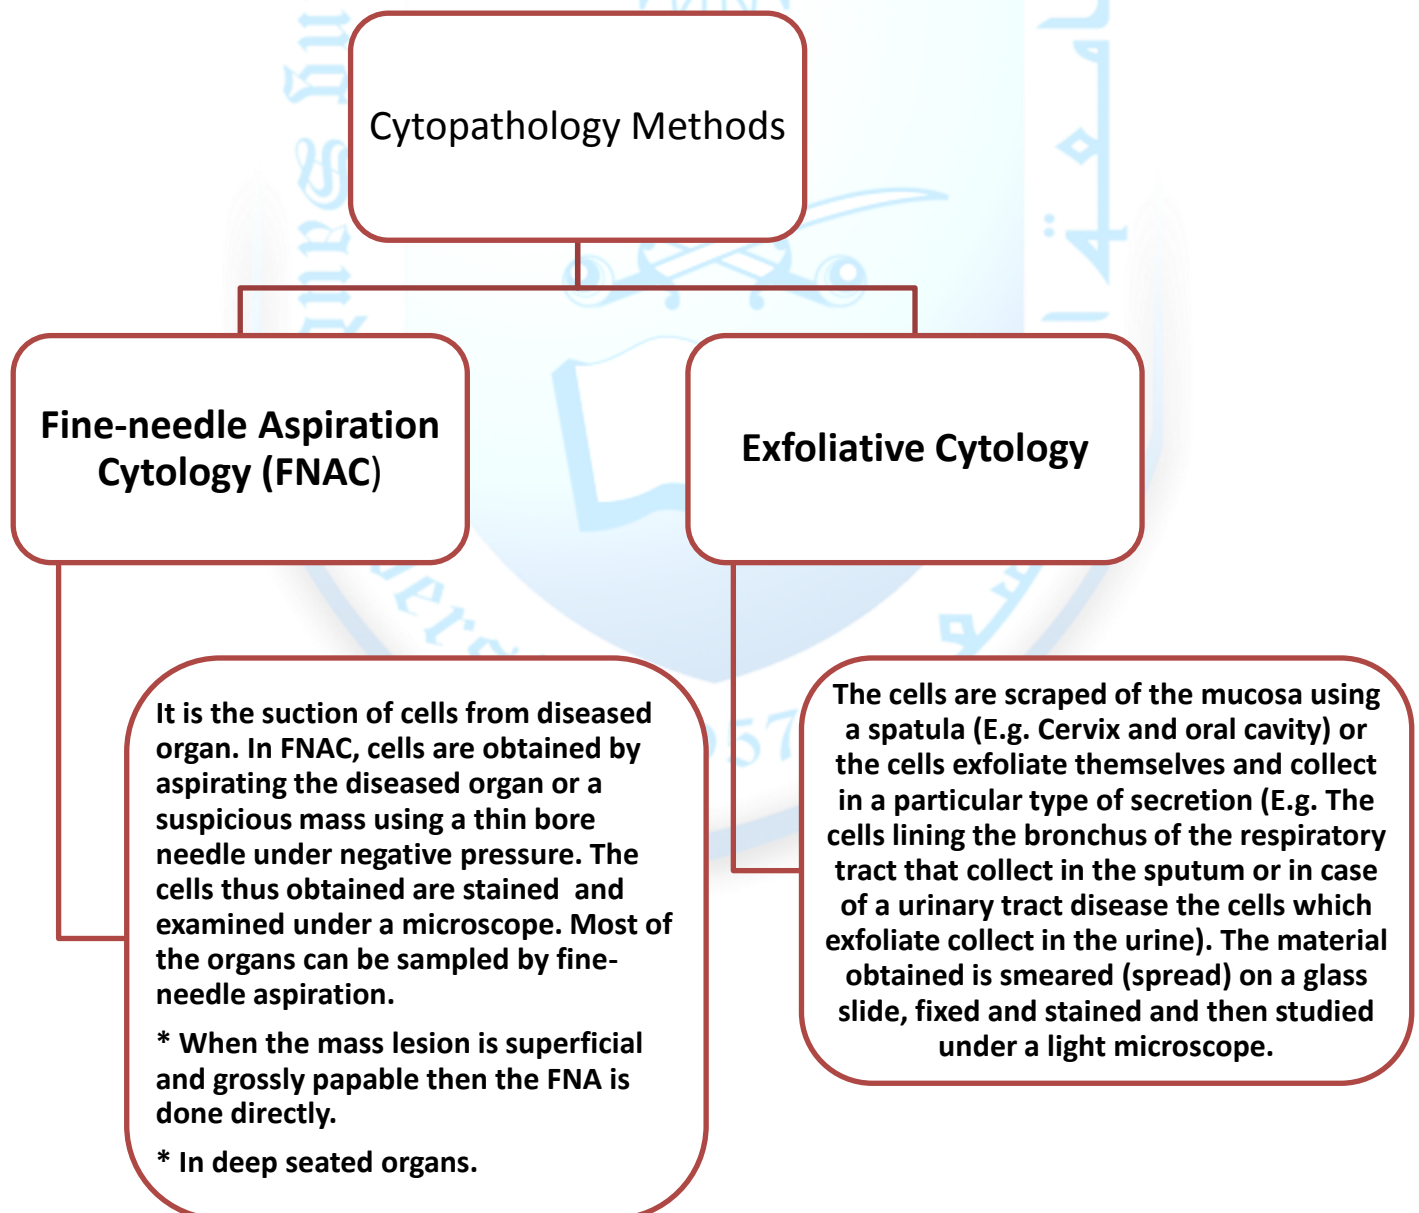 Cytopathology Methods
Fine-needle Aspiration
Cytology (FNAC)
Exfoliative Cytology
It is the suction of cells from diseased
organ. In FNAC, cells are obtained by
aspirating the diseased organ or a
suspicious mass using a thin bore
needle under negative pressure. The
cells thus obtained are stained and
examined under a microscope. Most of
the organs can be sampled by fine-
needle aspiration.
* When the mass lesion is superficial
and grossly papable then the FNA is
done directly.
* In deep seated organs.
The cells are scraped of the mucosa using
a spatula (E.g. Cervix and oral cavity) or
the cells exfoliate themselves and collect
in a particular type of secretion (E.g. The
cells lining the bronchus of the respiratory
tract that collect in the sputum or in case
of a urinary tract disease the cells which
exfoliate collect in the urine). The material
obtained is smeared (spread) on a glass
slide, fixed and stained and then studied
under a light microscope.